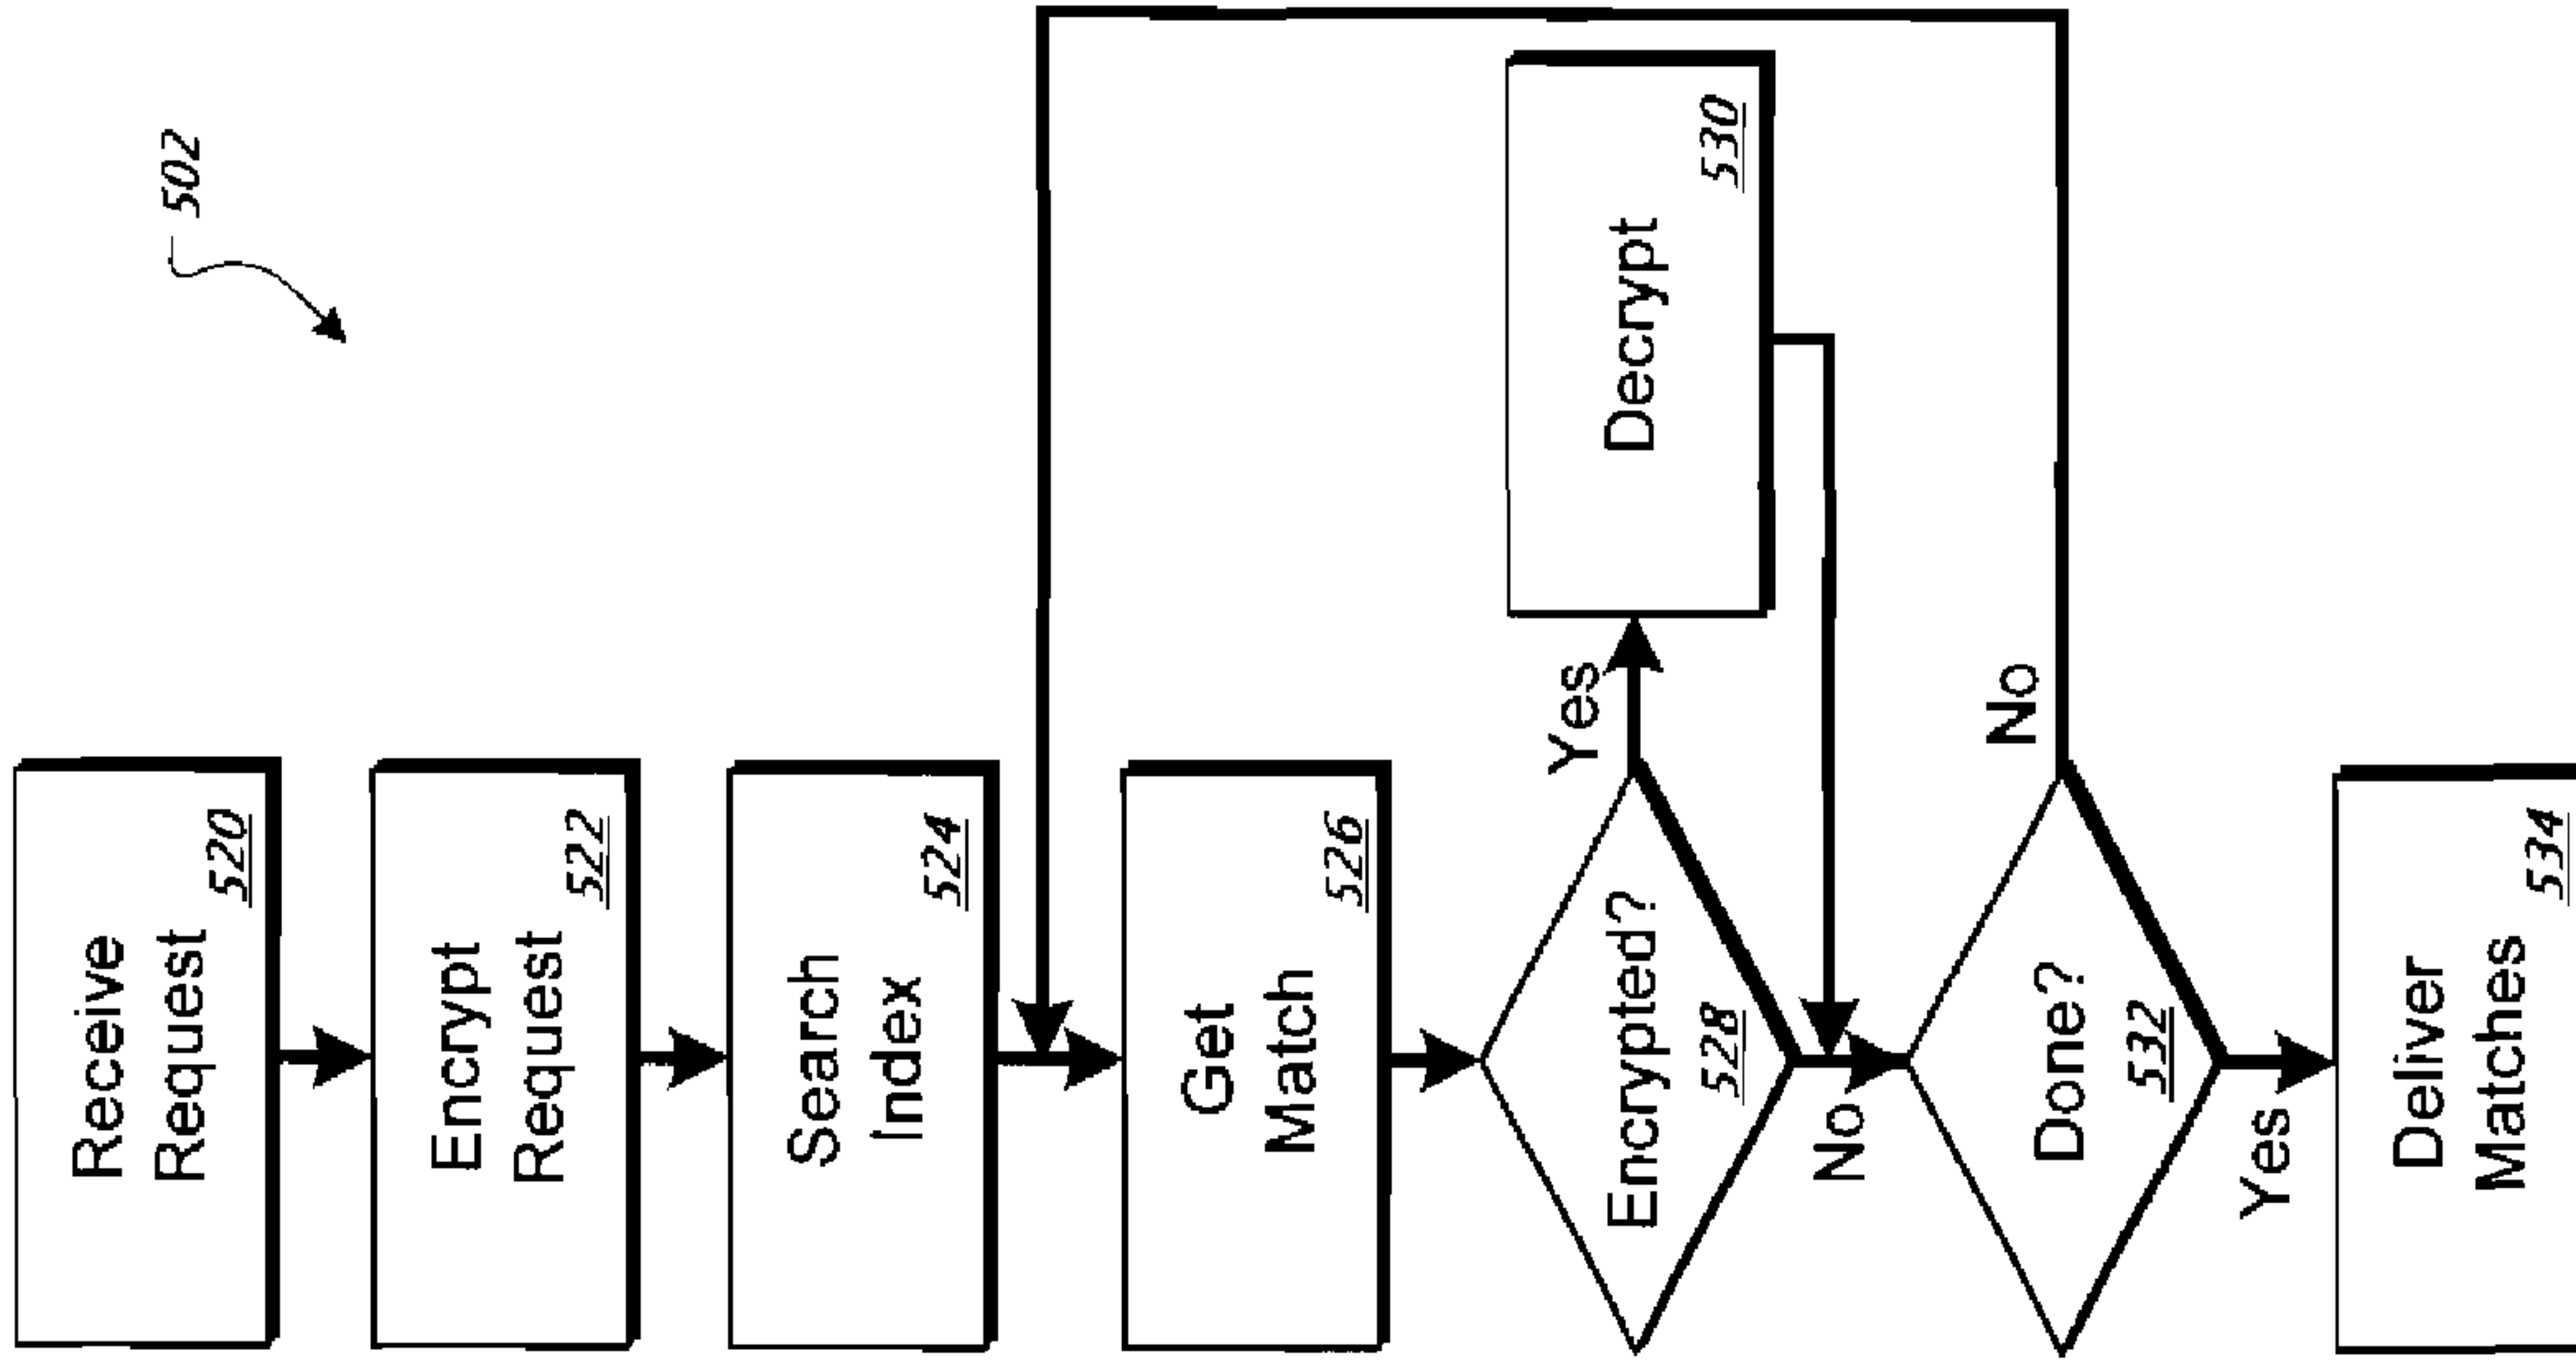 502
Receive
Request
520
Encrypt
Request
522
Search
Index
524
Get
Match
526
Encrypted?
528
Yes
Decrypt
530
No
Done?
532
No
Yes
Deliver
Matches
534